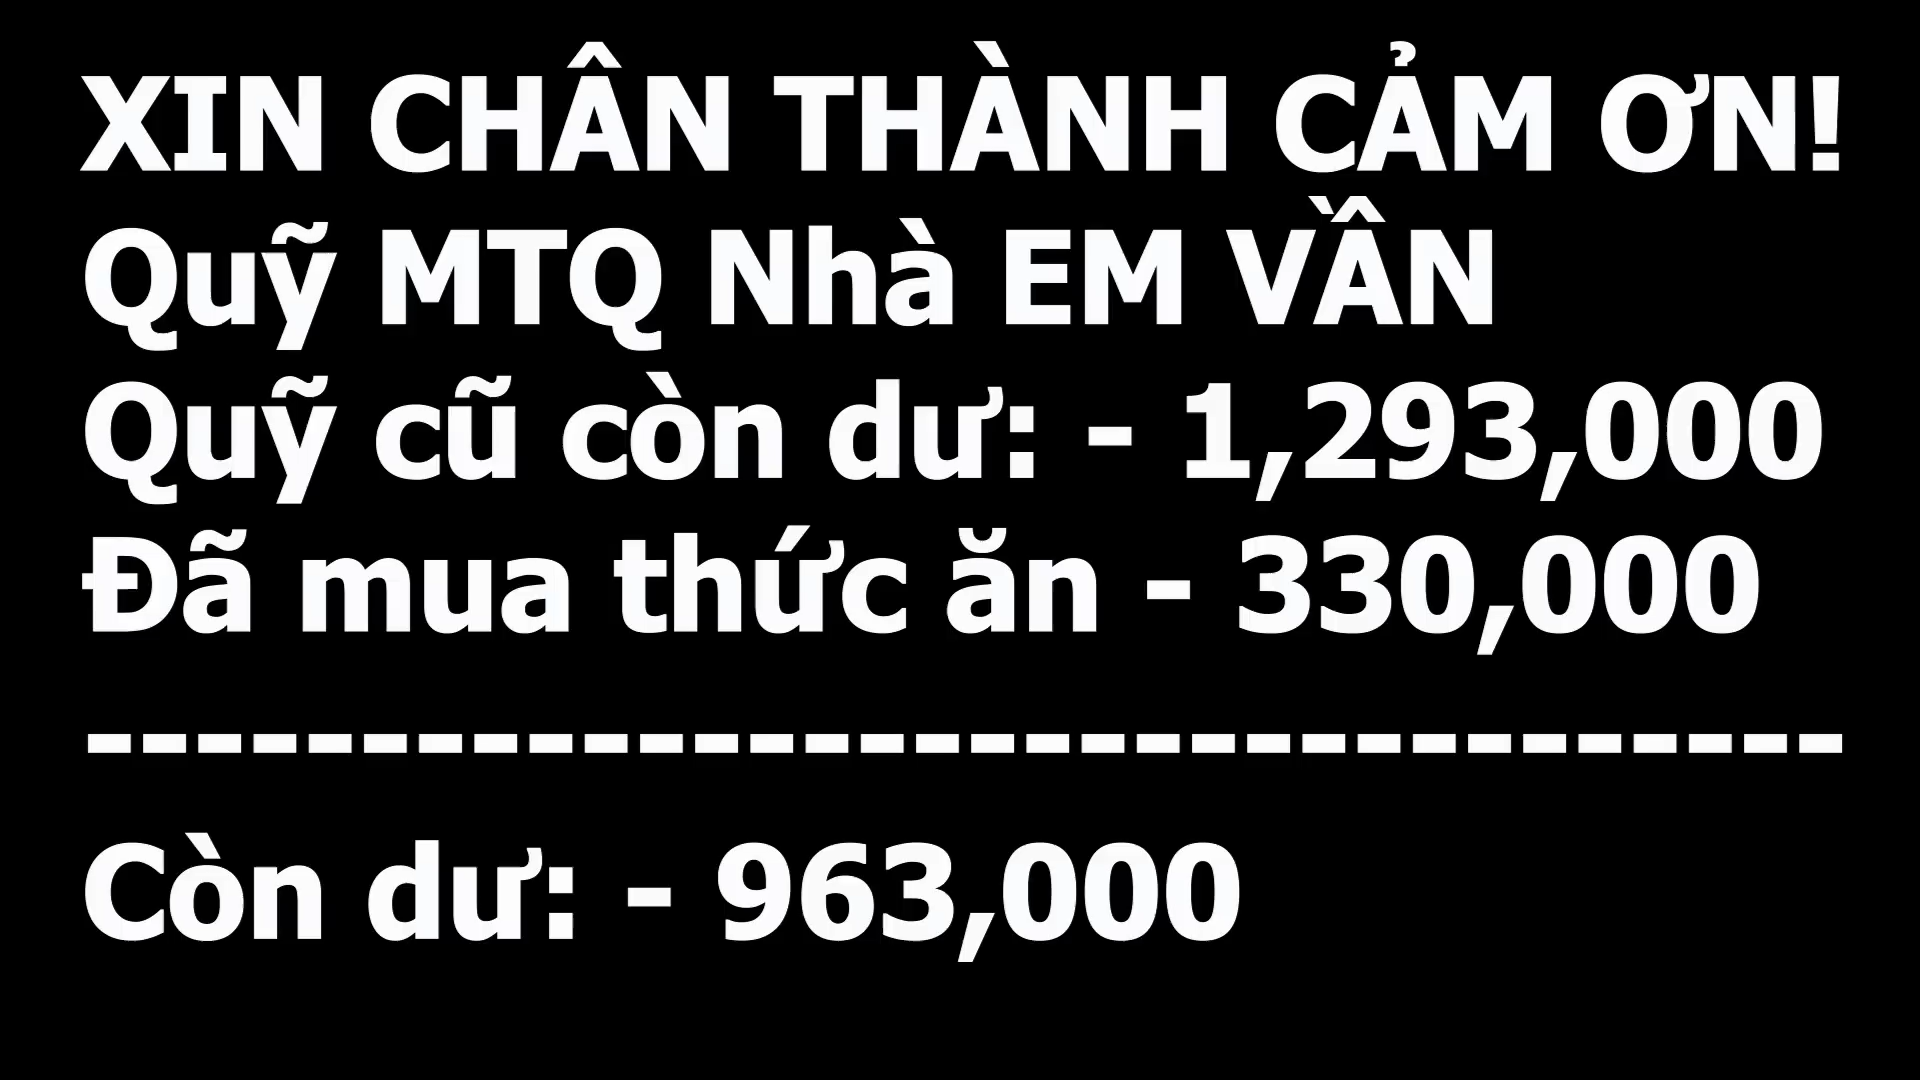 XIN CHÂN THÀNH CẢM ƠN!
Quỹ MTQ Nhà EM VẦN
Quỹ cũ còn dư: - 1,293,000
Đã mua thức ăn - 330,000
--------------------------------
Còn dư: - 963,000